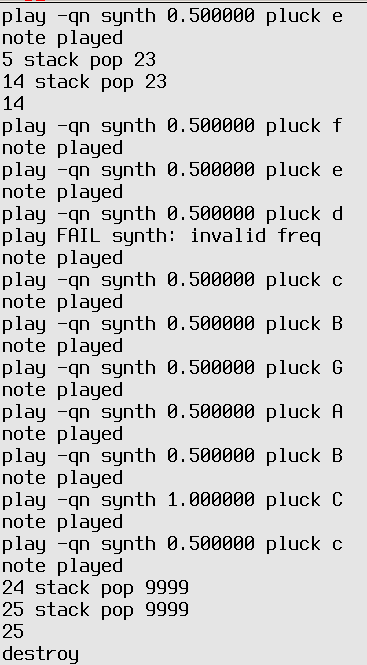 play -qn synth 0.500000 pluck e
note played
5 stack pop 23
14 stack pop 23
14
play -qn synth 0.500000 pluck f
note played
play -qn synth 0.500000 pluck e
note played
play -qn synth 0.500000 pluck d
play FAIL synth: invalid freq
note played
play -qn synth 0.500000 pluck c
note played
play -qn synth 0.500000 pluck B
note played
play -qn synth 0.500000 pluck G
note played
play -qn synth 0.500000 pluck A
note played
play -qn synth 0.500000 pluck B
note played
play -qn synth 1.000000 pluck C
note played
play -qn synth 0.500000 pluck c
note played
24 stack pop 9999
25 stack pop 9999
25
destroy